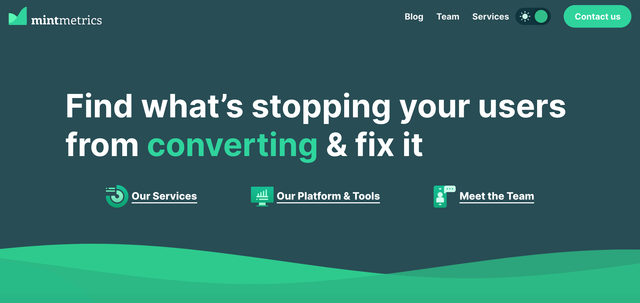 mintmetrics
Blog Team Services Contact us
Find what’s stopping your users
from converting & fix it
Our Services Our Platform & Tools Meet the Team